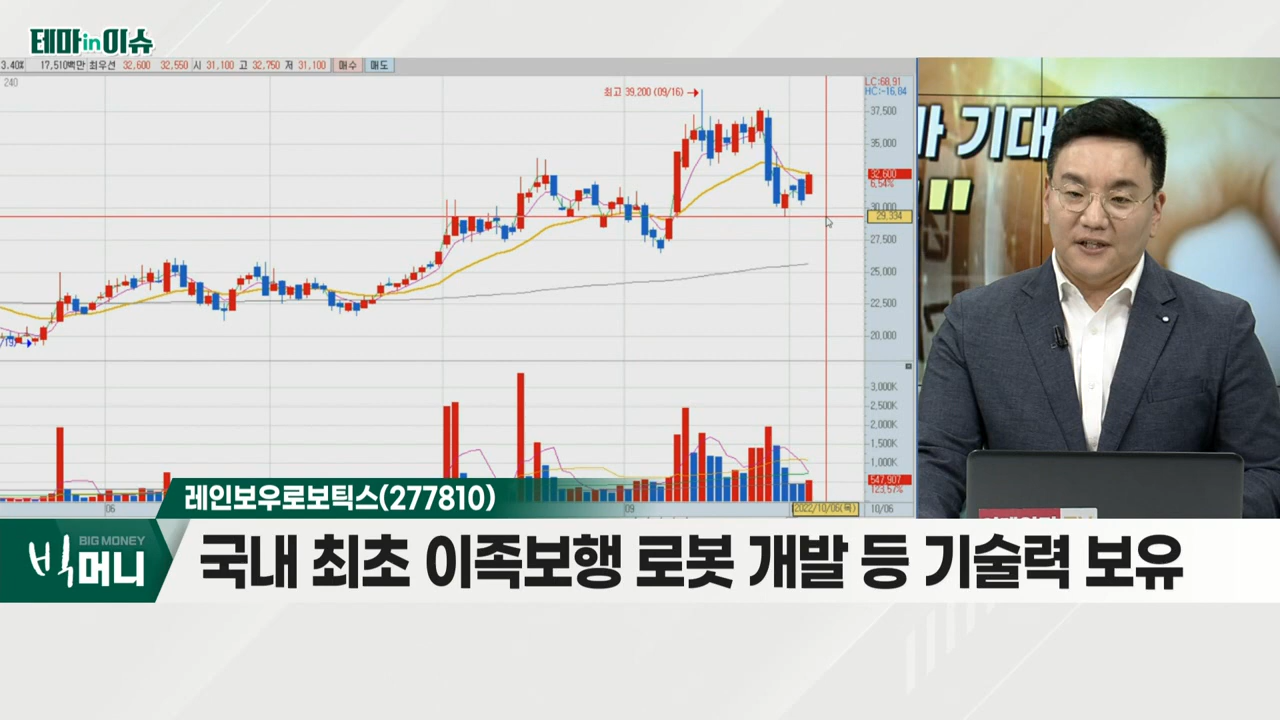 테마in이슈
3.40% 17,510백만 최우선 32,600 32,550 시 31,100 고 32,750 저 31,100 매수 매도
240
최고 39,200 (09/16)
LC:68.91
HC:-16.84
37,500
35,000
32,600
6.54%
30,000
29,334
27,500
25,000
22,500
20,000
/19)
3,000K
2,500K
2,000K
1,500K
1,000K
547,907
123.57%
06
09
2022/10/06(목)
10/06
기대
"
레인보우로보틱스(277810)
BIG MONEY
빅머니
국내 최초 이족보행 로봇 개발 등 기술력 보유